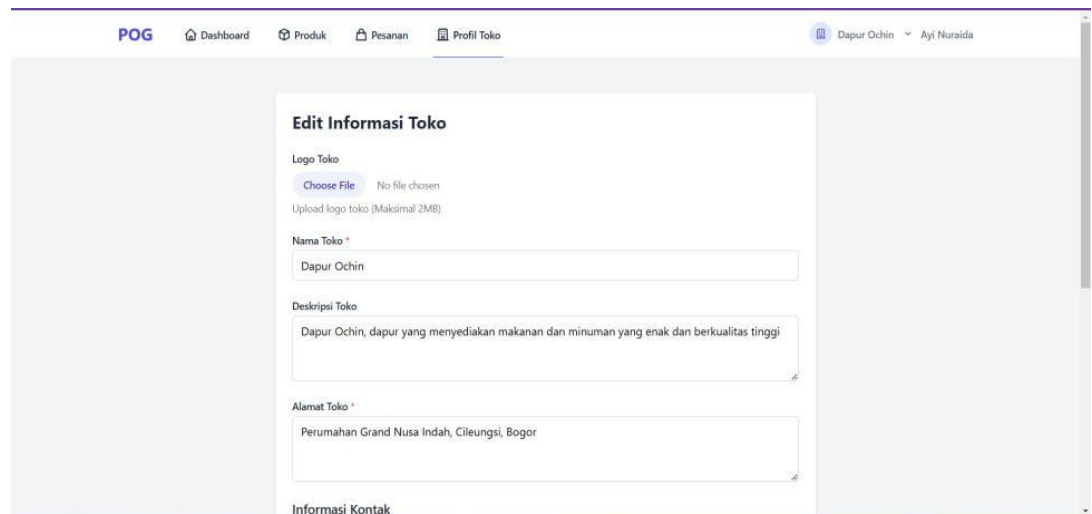 POG Dashboard Produk Pesanan Profil Toko Dapur Ochin Ayi Nuraida
Edit Informasi Toko
Logo Toko
Choose File No file chosen
Upload logo toko (Maksimal 2MB)
Nama Toko *
Dapur Ochin
Deskripsi Toko
Dapur Ochin, dapur yang menyediakan makanan dan minuman yang enak dan berkualitas tinggi
Alamat Toko *
Perumahan Grand Nusa Indah, Cileungsi, Bogor
Informasi Kontak